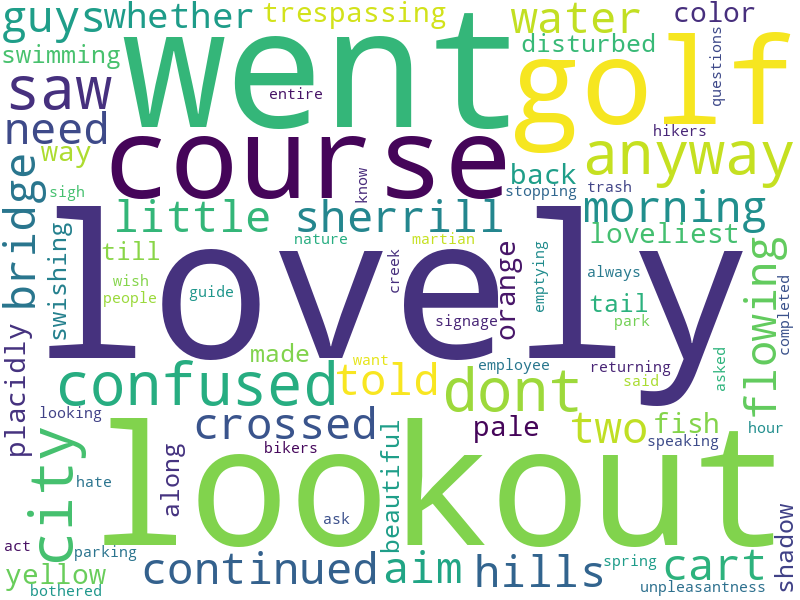 guys whether trespassing water color
swimming went disturbed questions
saw entire golf
need course hikers
way back anyway
sigh know stopping trash
bridge little sherrill morning
till nature martian loveliest
swishing lovely creek orange emptying always flowing
wish
people guide signage tail completed
park
placidly made want employee returning
confused told dont said asked
looking crossed pale two fish hour
bikers speaking
city hate along lookout beautiful
ask
act parking continued aim hills spring cart shadow
yellow
bothered unpleasantness